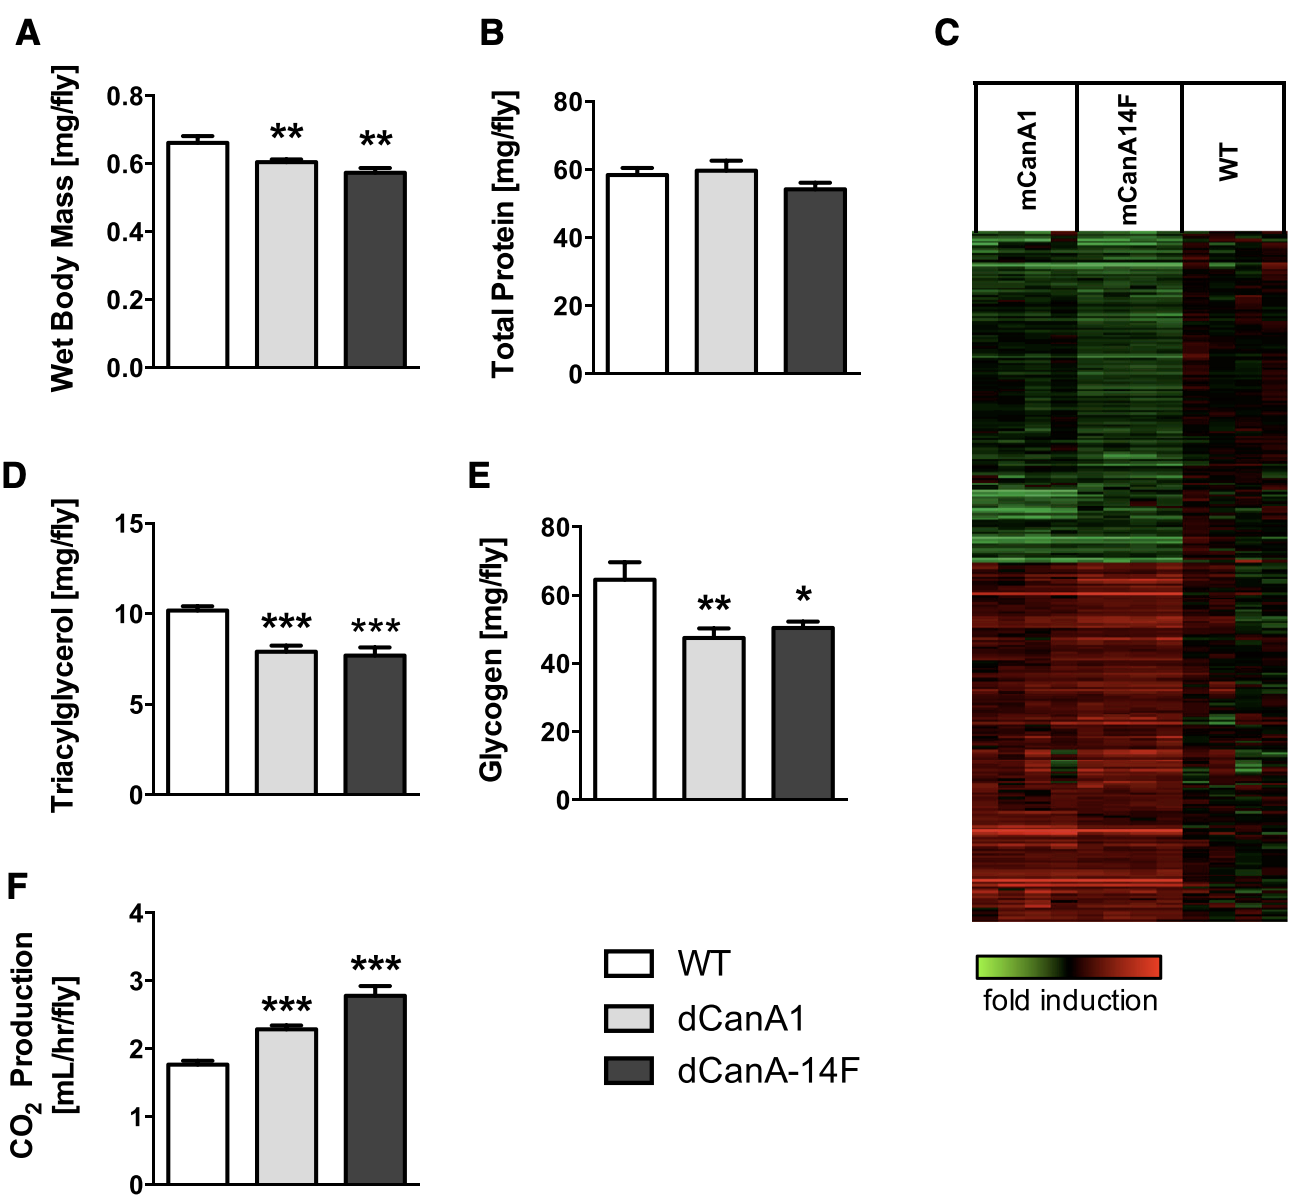 A
Wet Body Mass [mg/fly]
0.8
0.6
0.4
0.2
0.0
**
**
B
Total Protein [mg/fly]
80
60
40
20
0
C
mCanA1
mCanA14F
WT
fold induction
D
Triacylglycerol [mg/fly]
15
10
5
0
***
***
E
Glycogen [mg/fly]
80
60
40
20
0
**
*
F
CO2 Production
[mL/hr/fly]
4
3
2
1
0
***
***
WT
dCanA1
dCanA-14F